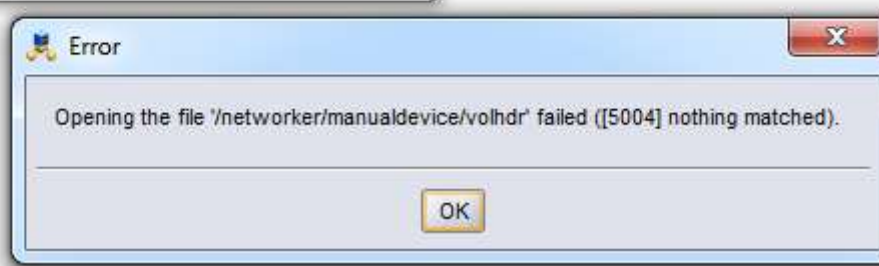 Error
Opening the file '/networker/manualdevice/volhdr' failed ([5004] nothing matched).
OK